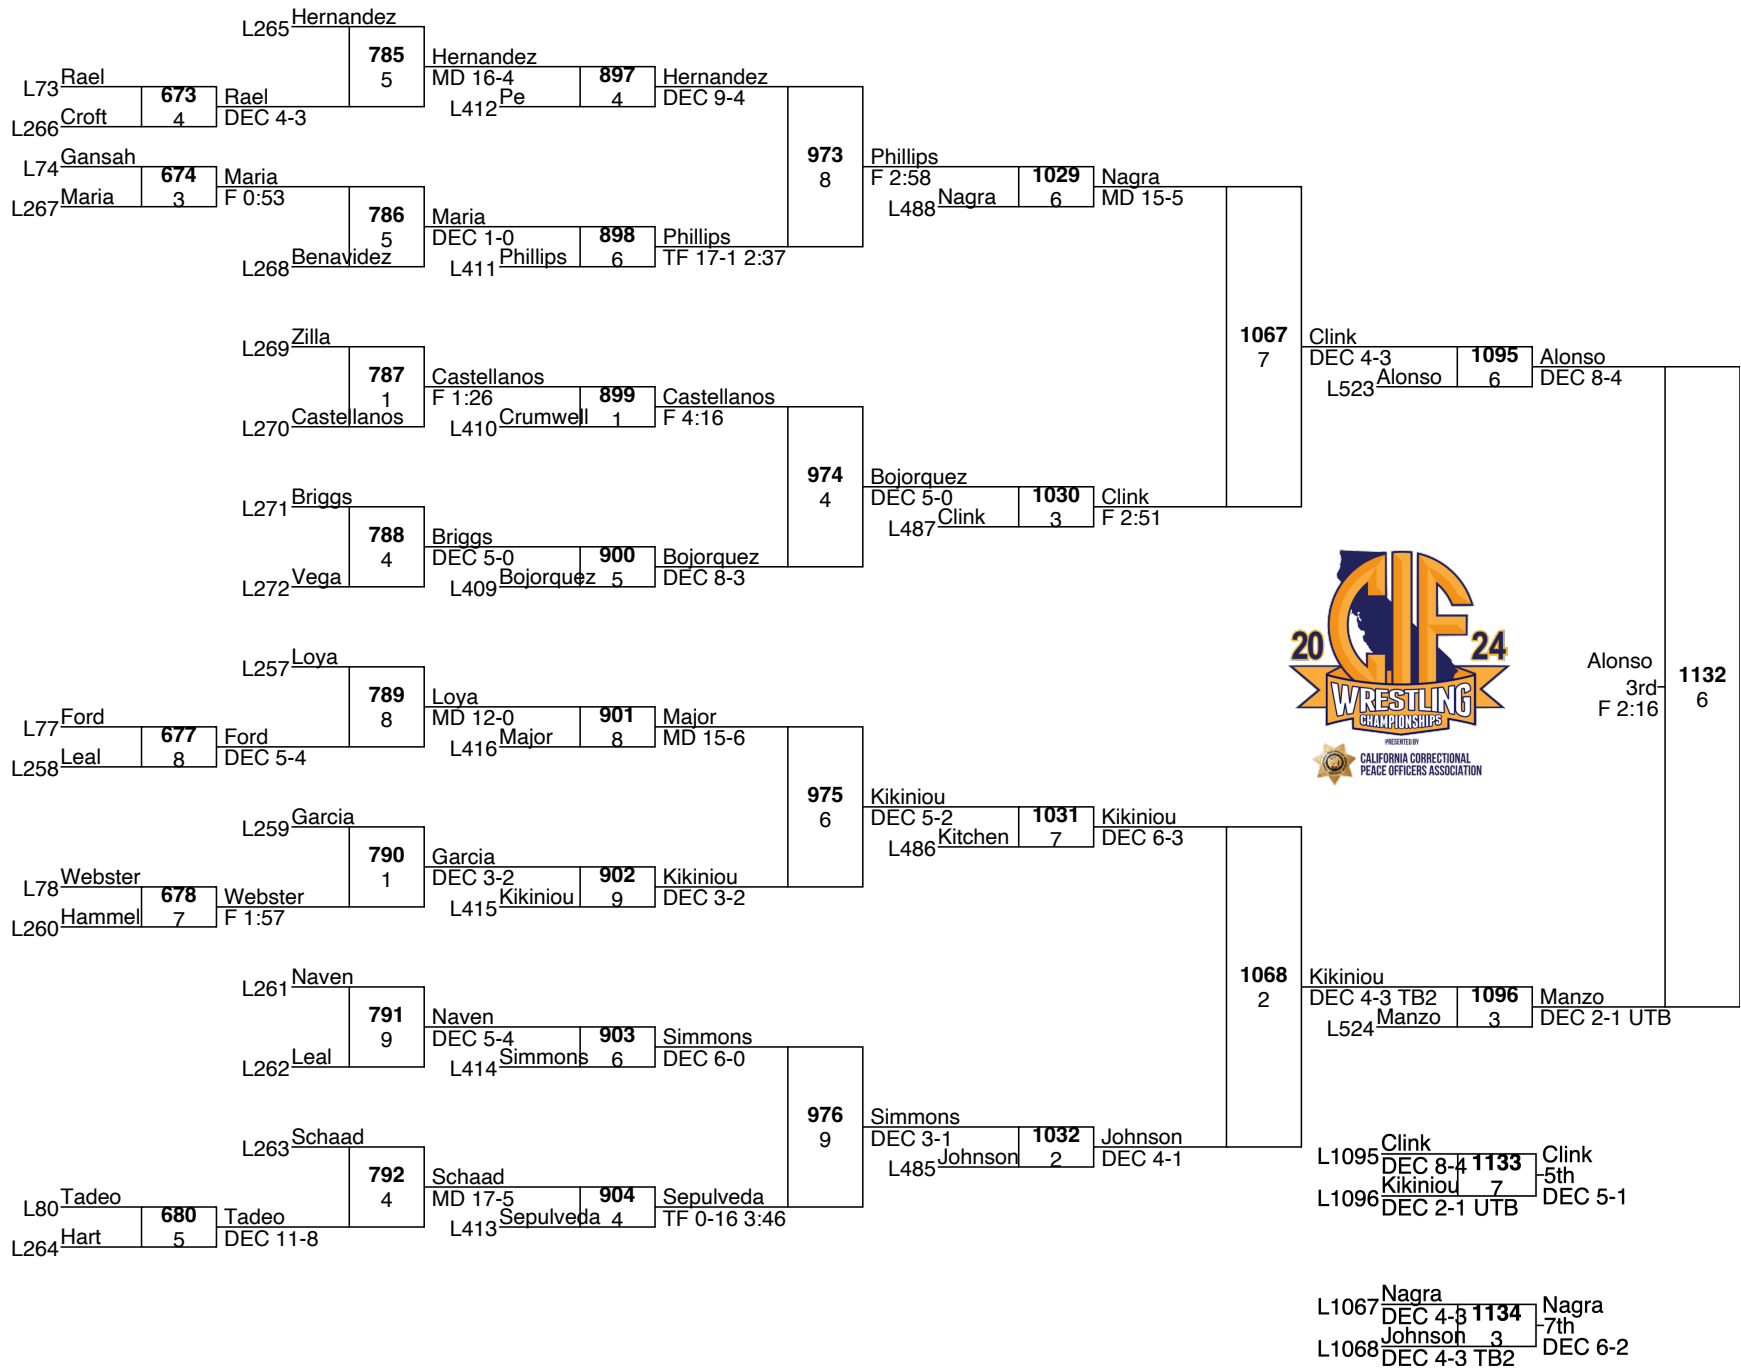 Hernandez
L265
785
5
Hernandez
MD 16-4
897
4
Hernandez
DEC 9-4
L412 Pe
Rael
L73
673
4
Rael
DEC 4-3
L266 Croft
L74 Gansah
674
3
Maria
F 0:53
L267 Maria
786
5
Maria
DEC 1-0
L268 Benavidez
898
6
Phillips
TF 17-1 2:37
L411 Phillips
973
8
Phillips
F 2:58
L488 Nagra
1029
6
Nagra
MD 15-5
L269 Zilla
787
1
Castellanos
F 1:26
L270 Castellanos
899
1
Castellanos
F 4:16
L410 Crumwell
974
4
Bojorquez
DEC 5-0
L487 Clink
1030
3
Clink
F 2:51
L271 Briggs
788
4
Briggs
DEC 5-0
L272 Vega
900
5
Bojorquez
DEC 8-3
L409 Bojorquez
1067
7
Clink
DEC 4-3
L523 Alonso
1095
6
Alonso
DEC 8-4
20 CIF 24
WRESTLING
CHAMPIONSHIPS
PRESENTED BY
CALIFORNIA CORRECTIONAL
PEACE OFFICERS ASSOCIATION
Alonso
3rd
F 2:16
1132
6
L257 Loya
789
8
Loya
MD 12-0
L77 Ford
677
8
Ford
DEC 5-4
L258 Leal
901
8
Major
MD 15-6
L416 Major
975
6
Kikiniou
DEC 5-2
L486 Kitchen
1031
7
Kikiniou
DEC 6-3
L259 Garcia
790
1
Garcia
DEC 3-2
L78 Webster
678
7
Webster
F 1:57
L260 Hammel
902
9
Kikiniou
DEC 3-2
L415 Kikiniou
L261 Naven
791
9
Naven
DEC 5-4
L262 Leal
903
6
Simmons
DEC 6-0
L414 Simmons
1068
2
Kikiniou
DEC 4-3 TB2
L524 Manzo
1096
3
Manzo
DEC 2-1 UTB
976
9
Simmons
DEC 3-1
L485 Johnson
1032
2
Johnson
DEC 4-1
L263 Schaad
792
4
Schaad
MD 17-5
L80 Tadeo
680
5
Tadeo
DEC 11-8
L264 Hart
904
4
Sepulveda
TF 0-16 3:46
L413 Sepulveda
L1095 Clink
DEC 8-4
1133
7
Clink
5th
DEC 5-1
L1096 Kikiniou
DEC 2-1 UTB
L1067 Nagra
DEC 4-3
1134
3
Nagra
7th
DEC 6-2
L1068 Johnson
DEC 4-3 TB2